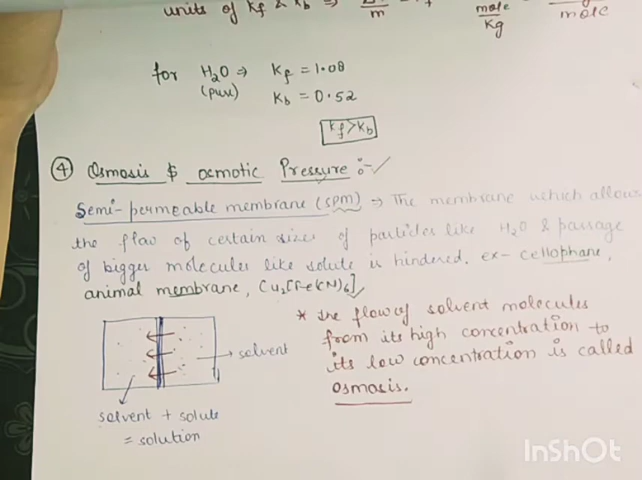 units of Kf & Kb ⇒
m
mole
Kg
mole
for H2O ⇒ Kf = 1.08
(pure)
Kb = 0.52
Kf > Kb
④ Osmosis & osmotic Pressure :-
Semi-permeable membrane (spm) ⇒ The membrane which allows
the flow of certain sizes of particles like H2O & passage
of bigger molecules like solute is hindered. ex- cellophane,
animal membrane, Cu2[Fe(CN)6]
* the flow of solvent molecules
from its high concentration to
its low concentration is called
osmosis.
→ solvent
solvent + solute
= solution
InShOt